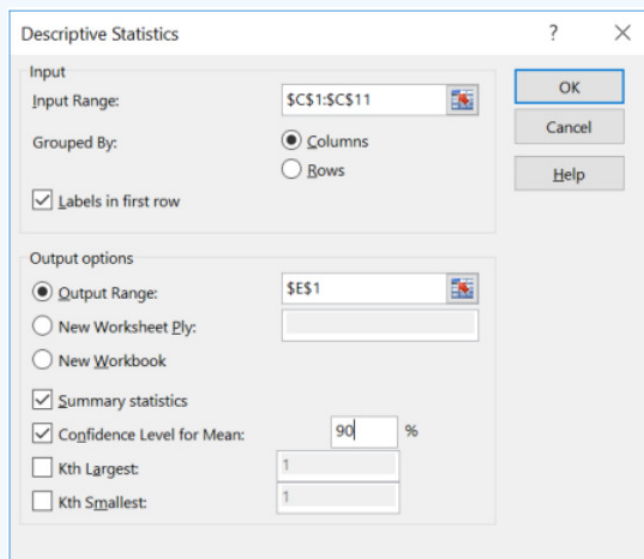 Descriptive Statistics ?
Input
Input Range: $C$1:$C$11
Grouped By: Columns
Rows
Labels in first row
OK
Cancel
Help
Output options
Output Range: $E$1
New Worksheet Ply:
New Workbook
Summary statistics
Confidence Level for Mean: 90 %
Kth Largest: 1
Kth Smallest: 1